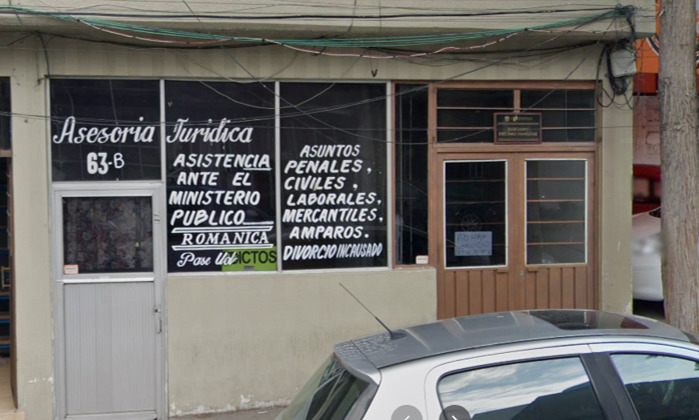 Asesoria Juridica
63-B
ASISTENCIA
ANTE EL
MINISTERIO
PUBLICO
ROMANICA
Pase Ud.
ICTOS
ASUNTOS
PENALES,
CIVILES,
LABORALES,
MERCANTILES,
AMPAROS.
DIVORCIO INCAUSADO